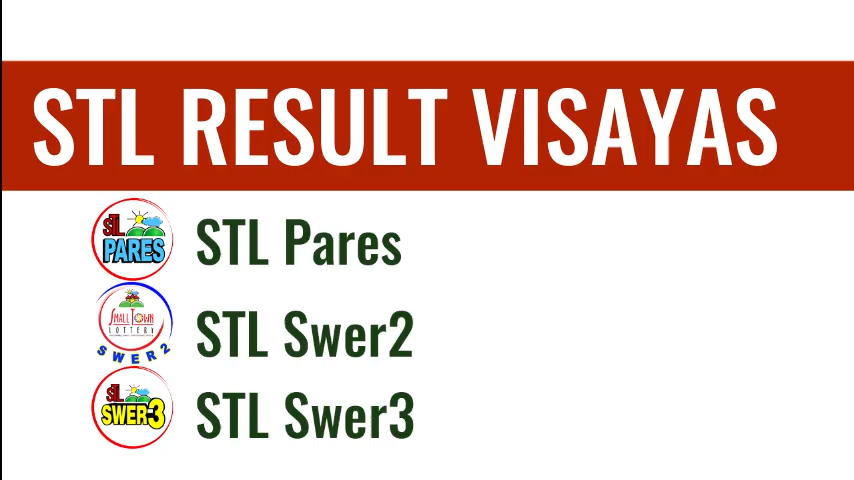 STL RESULT VISAYAS
STL
PARES
STL Pares
SMALL TOWN
LOTTERY
SWER2
STL Swer2
STL
SWER3
STL Swer3